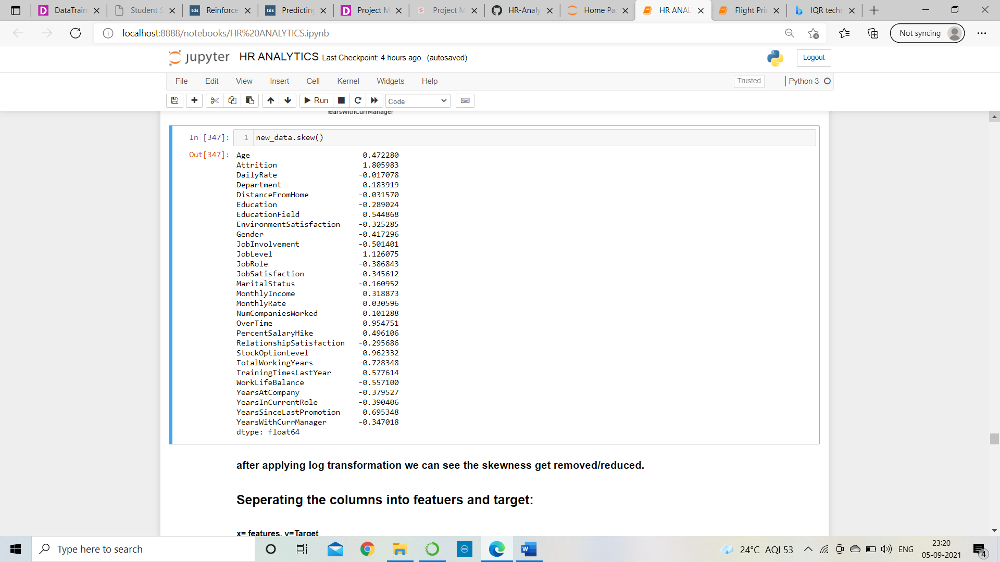 DataTrain
Student S
tds Reinforce
tds Predicting
Project M
Project M
HR-Analy
Home Pa
HR ANAL
Flight Pric
IQR techn
localhost:8888/notebooks/HR%20ANALYTICS.ipynb
Not syncing
jupyter HR ANALYTICS Last Checkpoint: 4 hours ago (autosaved)
Logout
File Edit View Insert Cell Kernel Widgets Help
Trusted
Python 3
Run
Code
YearsWithCurrManager
In [347]: 1 new_data.skew()
Out[347]: Age 0.472280
Attrition 1.805983
DailyRate -0.017078
Department 0.183919
DistanceFromHome -0.031570
Education -0.289024
EducationField 0.544868
EnvironmentSatisfaction -0.325285
Gender -0.417296
JobInvolvement -0.501401
JobLevel 1.126075
JobRole -0.386843
JobSatisfaction -0.345612
MaritalStatus -0.160952
MonthlyIncome 0.318873
MonthlyRate 0.030596
NumCompaniesWorked 0.101288
OverTime 0.954751
PercentSalaryHike 0.496106
RelationshipSatisfaction -0.295686
StockOptionLevel 0.962332
TotalWorkingYears -0.728348
TrainingTimesLastYear 0.577614
WorkLifeBalance -0.557100
YearsAtCompany -0.379527
YearsInCurrentRole -0.390406
YearsSinceLastPromotion 0.695348
YearsWithCurrManager -0.347018
dtype: float64
after applying log transformation we can see the skewness get removed/reduced.
Seperating the columns into featuers and target:
x= features, y=Target
Type here to search
24°C AQI 53
ENG
23:20
05-09-2021
4